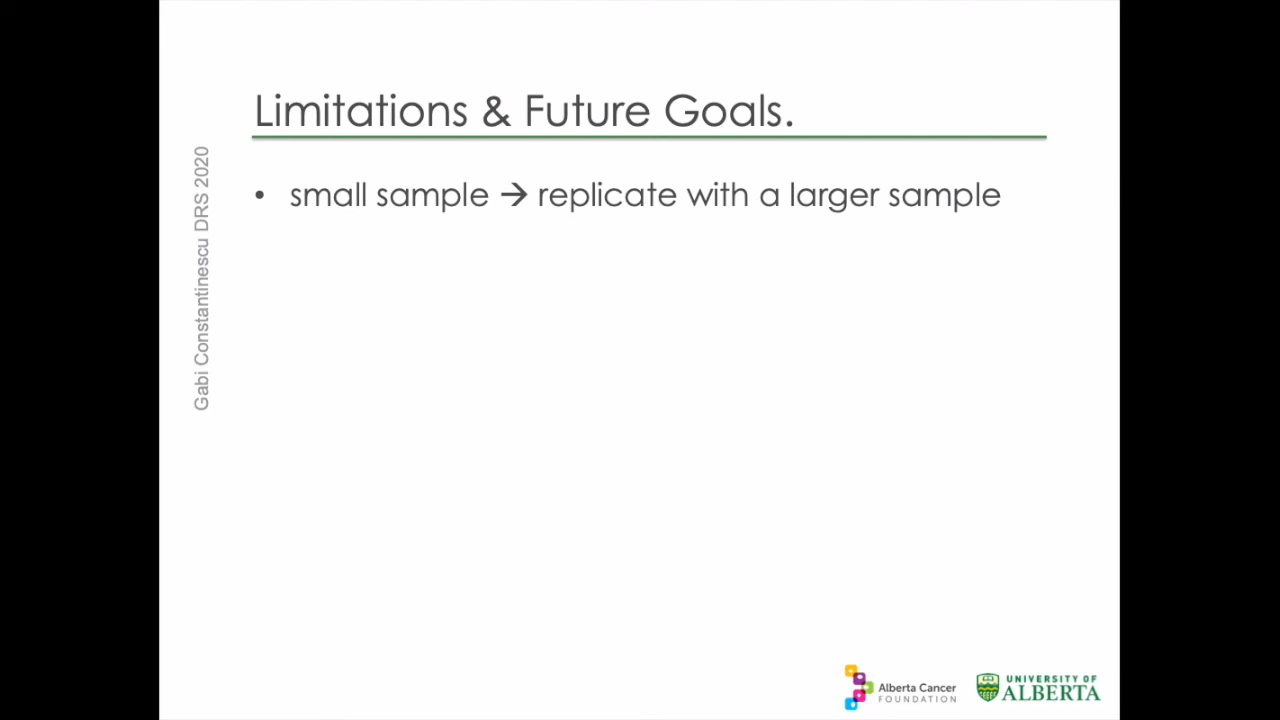 Limitations & Future Goals.
• small sample → replicate with a larger sample
Gabi Constantinescu DRS 2020
Alberta Cancer
FOUNDATION
UNIVERSITY OF
ALBERTA